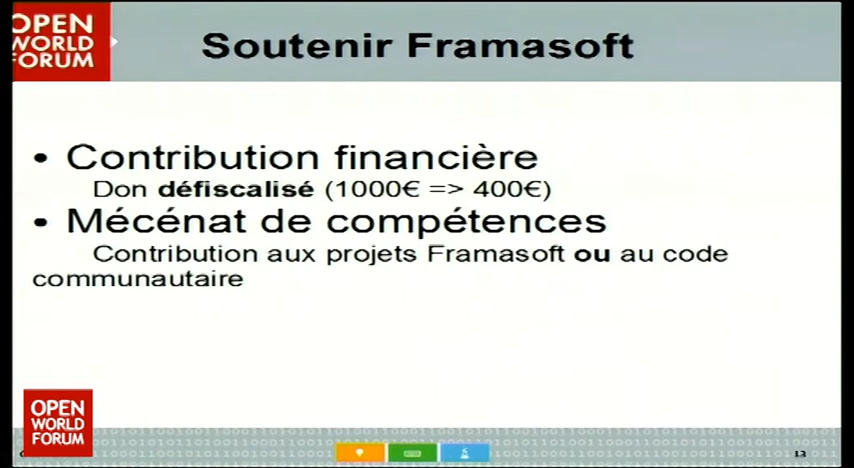 OPEN
WORLD
FORUM
Soutenir Framasoft
• Contribution financière
Don défiscalisé (1000€ => 400€)
• Mécénat de compétences
Contribution aux projets Framasoft ou au code
communautaire
OPEN
WORLD
FORUM
13